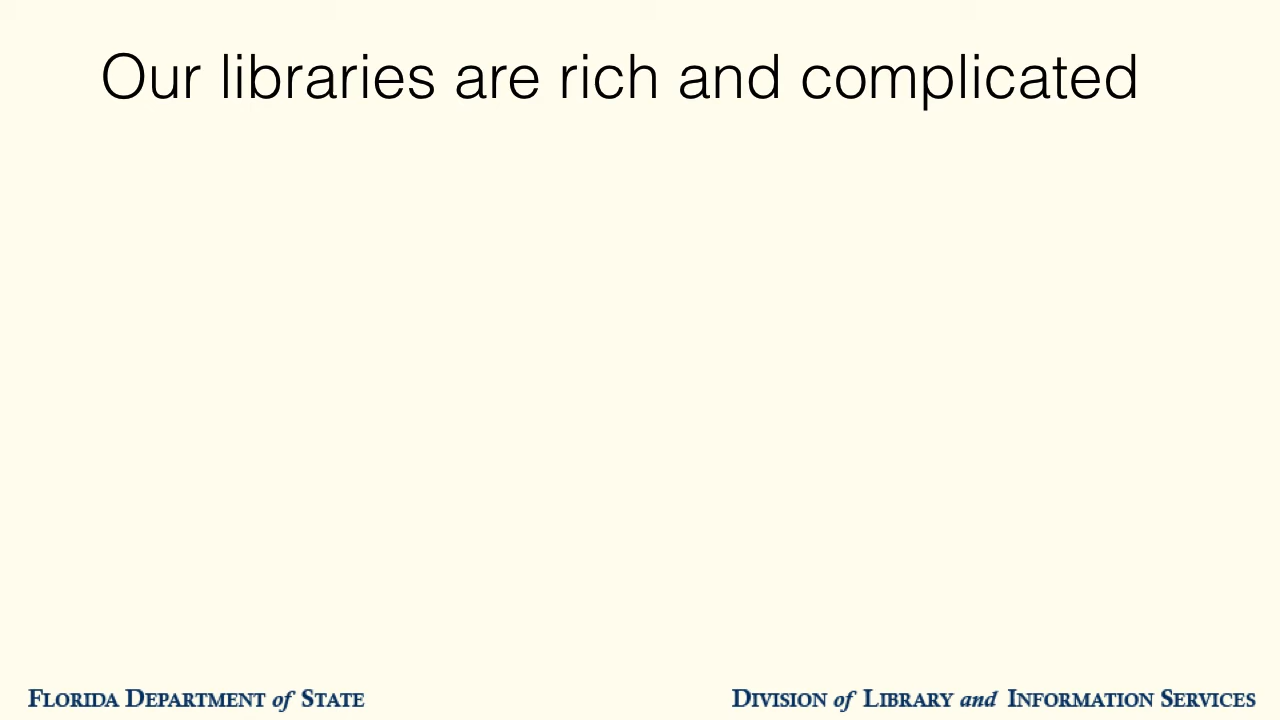 Our libraries are rich and complicated
FLORIDA DEPARTMENT of STATE
DIVISION of LIBRARY and INFORMATION SERVICES